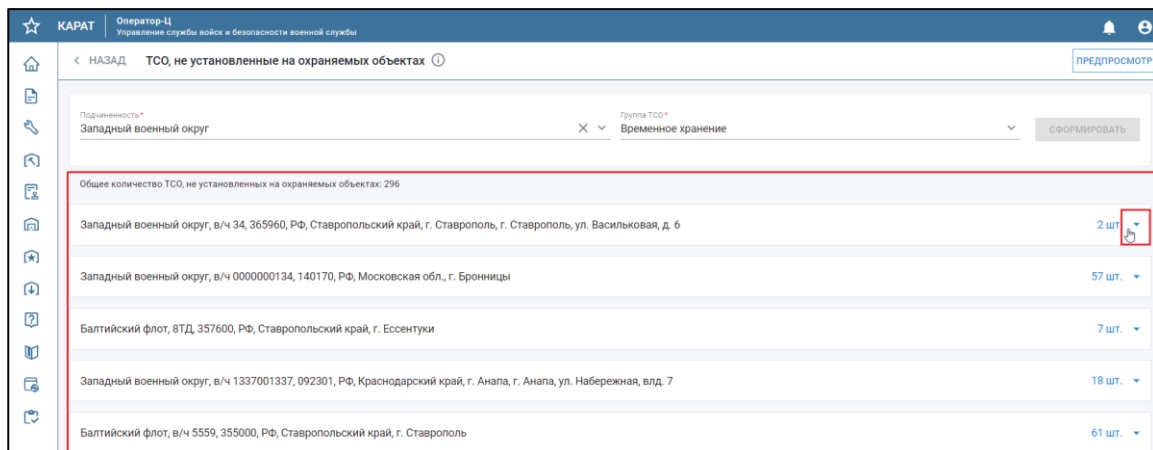 КАРАТ
Оператор-Ц
Управление службы войск и безопасности военной службы
< НАЗАД ТСО, не установленные на охраняемых объектах
ПРЕДПРОСМОТР
Подчиненность* Группа ТСО*
Западный военный округ Временное хранение СФОРМИРОВАТЬ
Общее количество ТСО, не установленных на охраняемых объектах: 296
Западный военный округ, в/ч 34, 365960, РФ, Ставропольский край, г. Ставрополь, г. Ставрополь, ул. Васильковая, д. 6 2 шт.
Западный военный округ, в/ч 0000000134, 140170, РФ, Московская обл., г. Бронницы 57 шт.
Балтийский флот, 8ТД, 357600, РФ, Ставропольский край, г. Ессентуки 7 шт.
Западный военный округ, в/ч 1337001337, 092301, РФ, Краснодарский край, г. Анапа, г. Анапа, ул. Набережная, влд. 7 18 шт.
Балтийский флот, в/ч 5559, 355000, РФ, Ставропольский край, г. Ставрополь 61 шт.